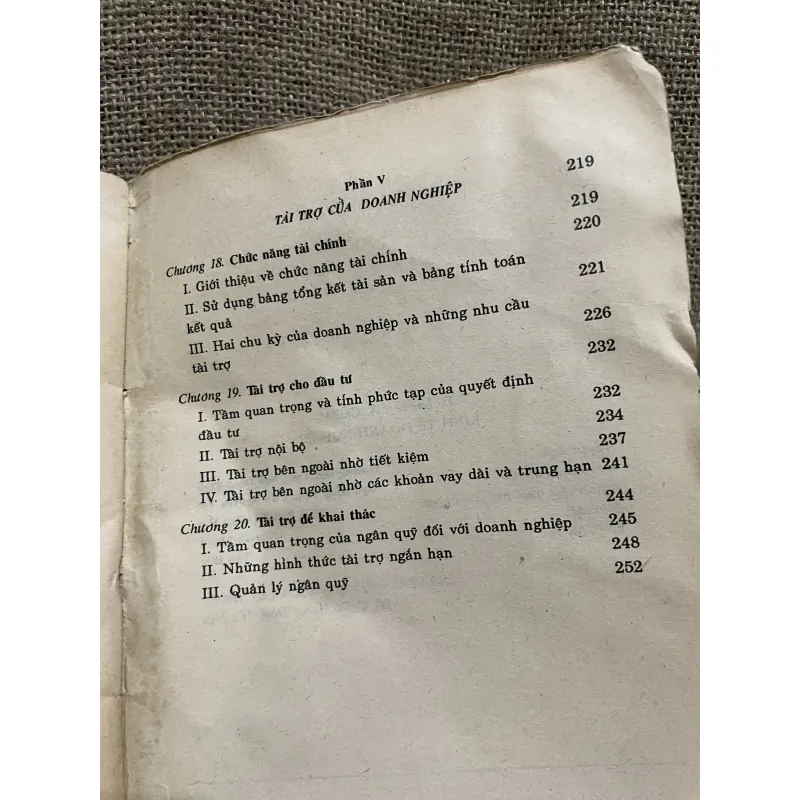 Phần V
TÀI TRỢ CỦA DOANH NGHIỆP 219
Chương 18. Chức năng tài chính 219
I. Giới thiệu về chức năng tài chính 220
II. Sử dụng bảng tổng kết tài sản và bảng tính toán
kết quả 221
III. Hai chu kỳ của doanh nghiệp và những nhu cầu
tài trợ 226
Chương 19. Tài trợ cho đầu tư 232
I. Tầm quan trọng và tính phức tạp của quyết định
đầu tư 232
II. Tài trợ nội bộ 234
III. Tài trợ bên ngoài nhờ tiết kiệm 237
IV. Tài trợ bên ngoài nhờ các khoản vay dài và trung hạn 241
Chương 20. Tài trợ để khai thác 244
I. Tầm quan trọng của ngân quỹ đối với doanh nghiệp 245
II. Những hình thức tài trợ ngắn hạn 248
III. Quản lý ngân quỹ 252